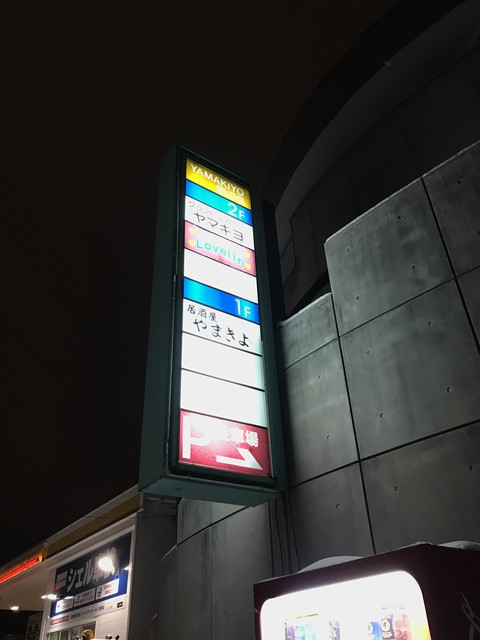 YAMAKIYO
2F
ヤマキヨ
Lovelin
1F
居酒屋
やまきよ
P 駐車場
シェル